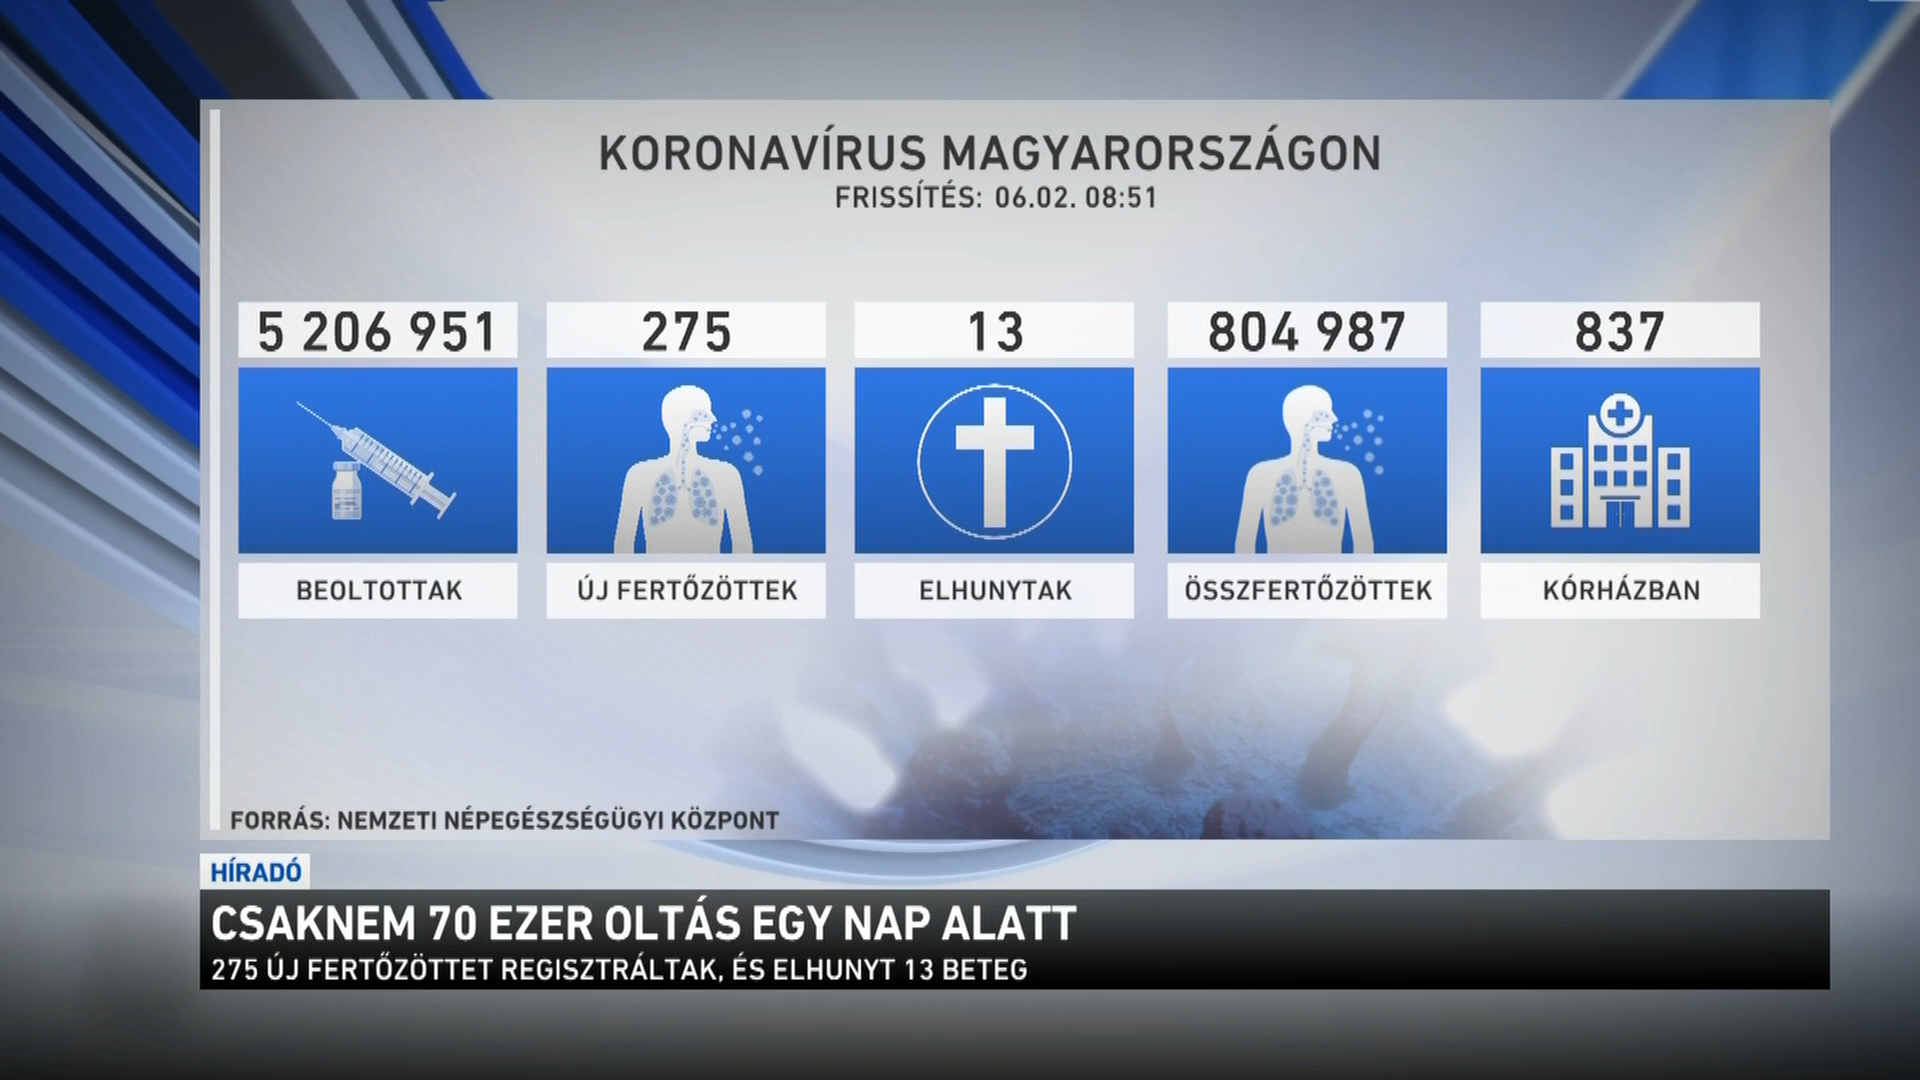 KORONAVÍRUS MAGYARORSZÁGON
FRISSÍTÉS: 06.02. 08:51
5 206 951
275
13
804 987
837
BEOLTOTTAK
ÚJ FERTŐZÖTTEK
ELHUNYTAK
ÖSSZFERTŐZÖTTEK
KÓRHÁZBAN
FORRÁS: NEMZETI NÉPEGÉSZSÉGÜGYI KÖZPONT
HÍRADÓ
CSAKNEM 70 EZER OLTÁS EGY NAP ALATT
275 ÚJ FERTŐZÖTTET REGISZTRÁLTAK, ÉS ELHUNYT 13 BETEG